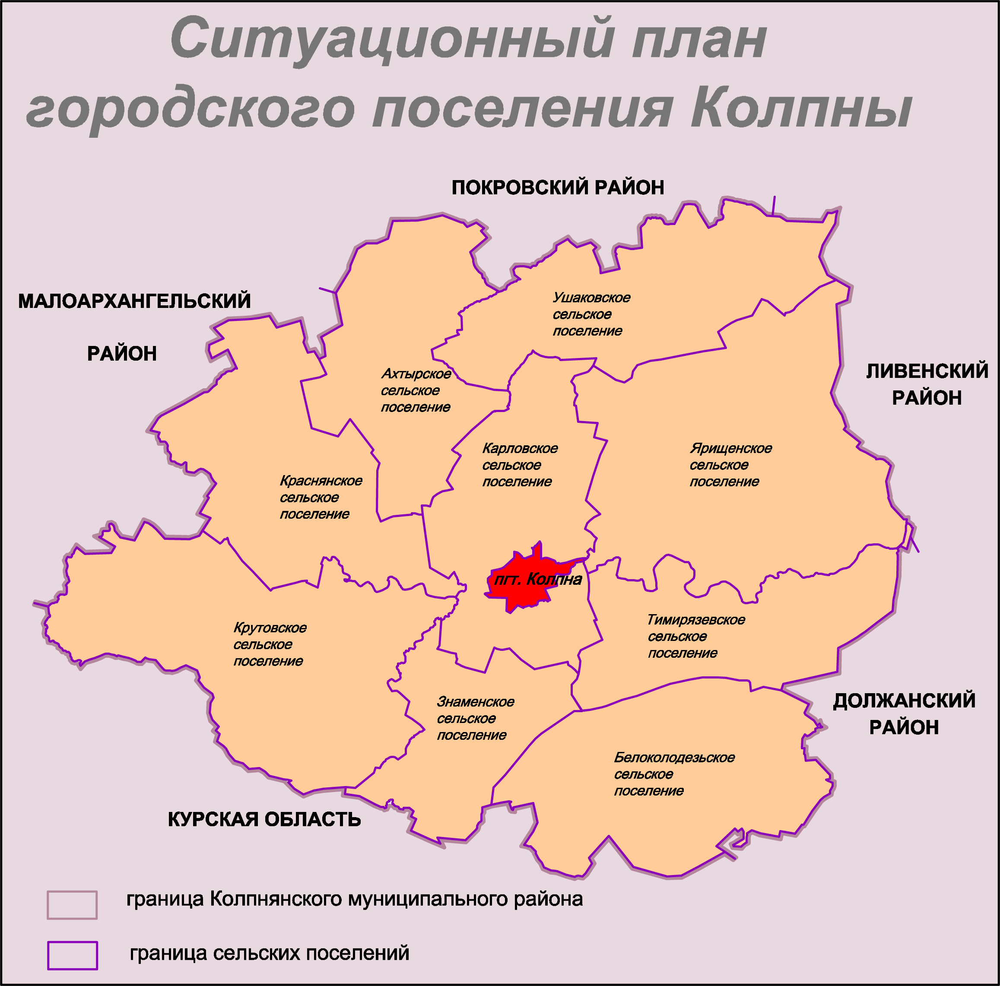 Ситуационный план
городского поселения Колпны
ПОКРОВСКИЙ РАЙОН
МАЛОАРХАНГЕЛЬСКИЙ
РАЙОН
Ушаковское
сельское
поселение
ЛИВЕНСКИЙ
РАЙОН
Ахтырское
сельское
поселение
Карловское
сельское
поселение
Ярищенское
сельское
поселение
Краснянское
сельское
поселение
пгт. Колпна
Крутовское
сельское
поселение
Тимирязевское
сельское
поселение
Знаменское
сельское
поселение
ДОЛЖАНСКИЙ
РАЙОН
Белоколодезьское
сельское
поселение
КУРСКАЯ ОБЛАСТЬ
граница Колпнянского муниципального района
граница сельских поселений